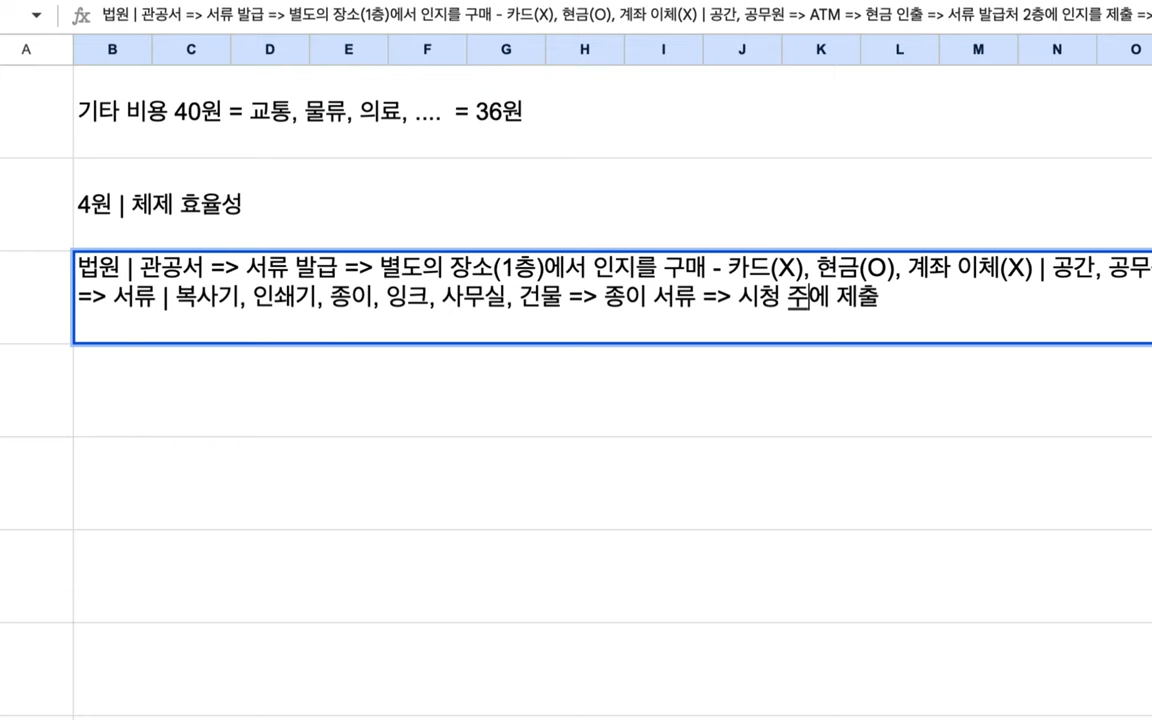 fx 법원 | 관공서 => 서류 발급 => 별도의 장소(1층)에서 인지를 구매 - 카드(X), 현금(O), 계좌 이체(X) | 공간, 공무원 => ATM => 현금 인출 => 서류 발급처 2층에 인지를 제출 =>
A B C D E F G H I J K L M N O
기타 비용 40원 = 교통, 물류, 의료, .... = 36원
4원 | 체제 효율성
법원 | 관공서 => 서류 발급 => 별도의 장소(1층)에서 인지를 구매 - 카드(X), 현금(O), 계좌 이체(X) | 공간, 공무
=> 서류 | 복사기, 인쇄기, 종이, 잉크, 사무실, 건물 => 종이 서류 => 시청 주에 제출